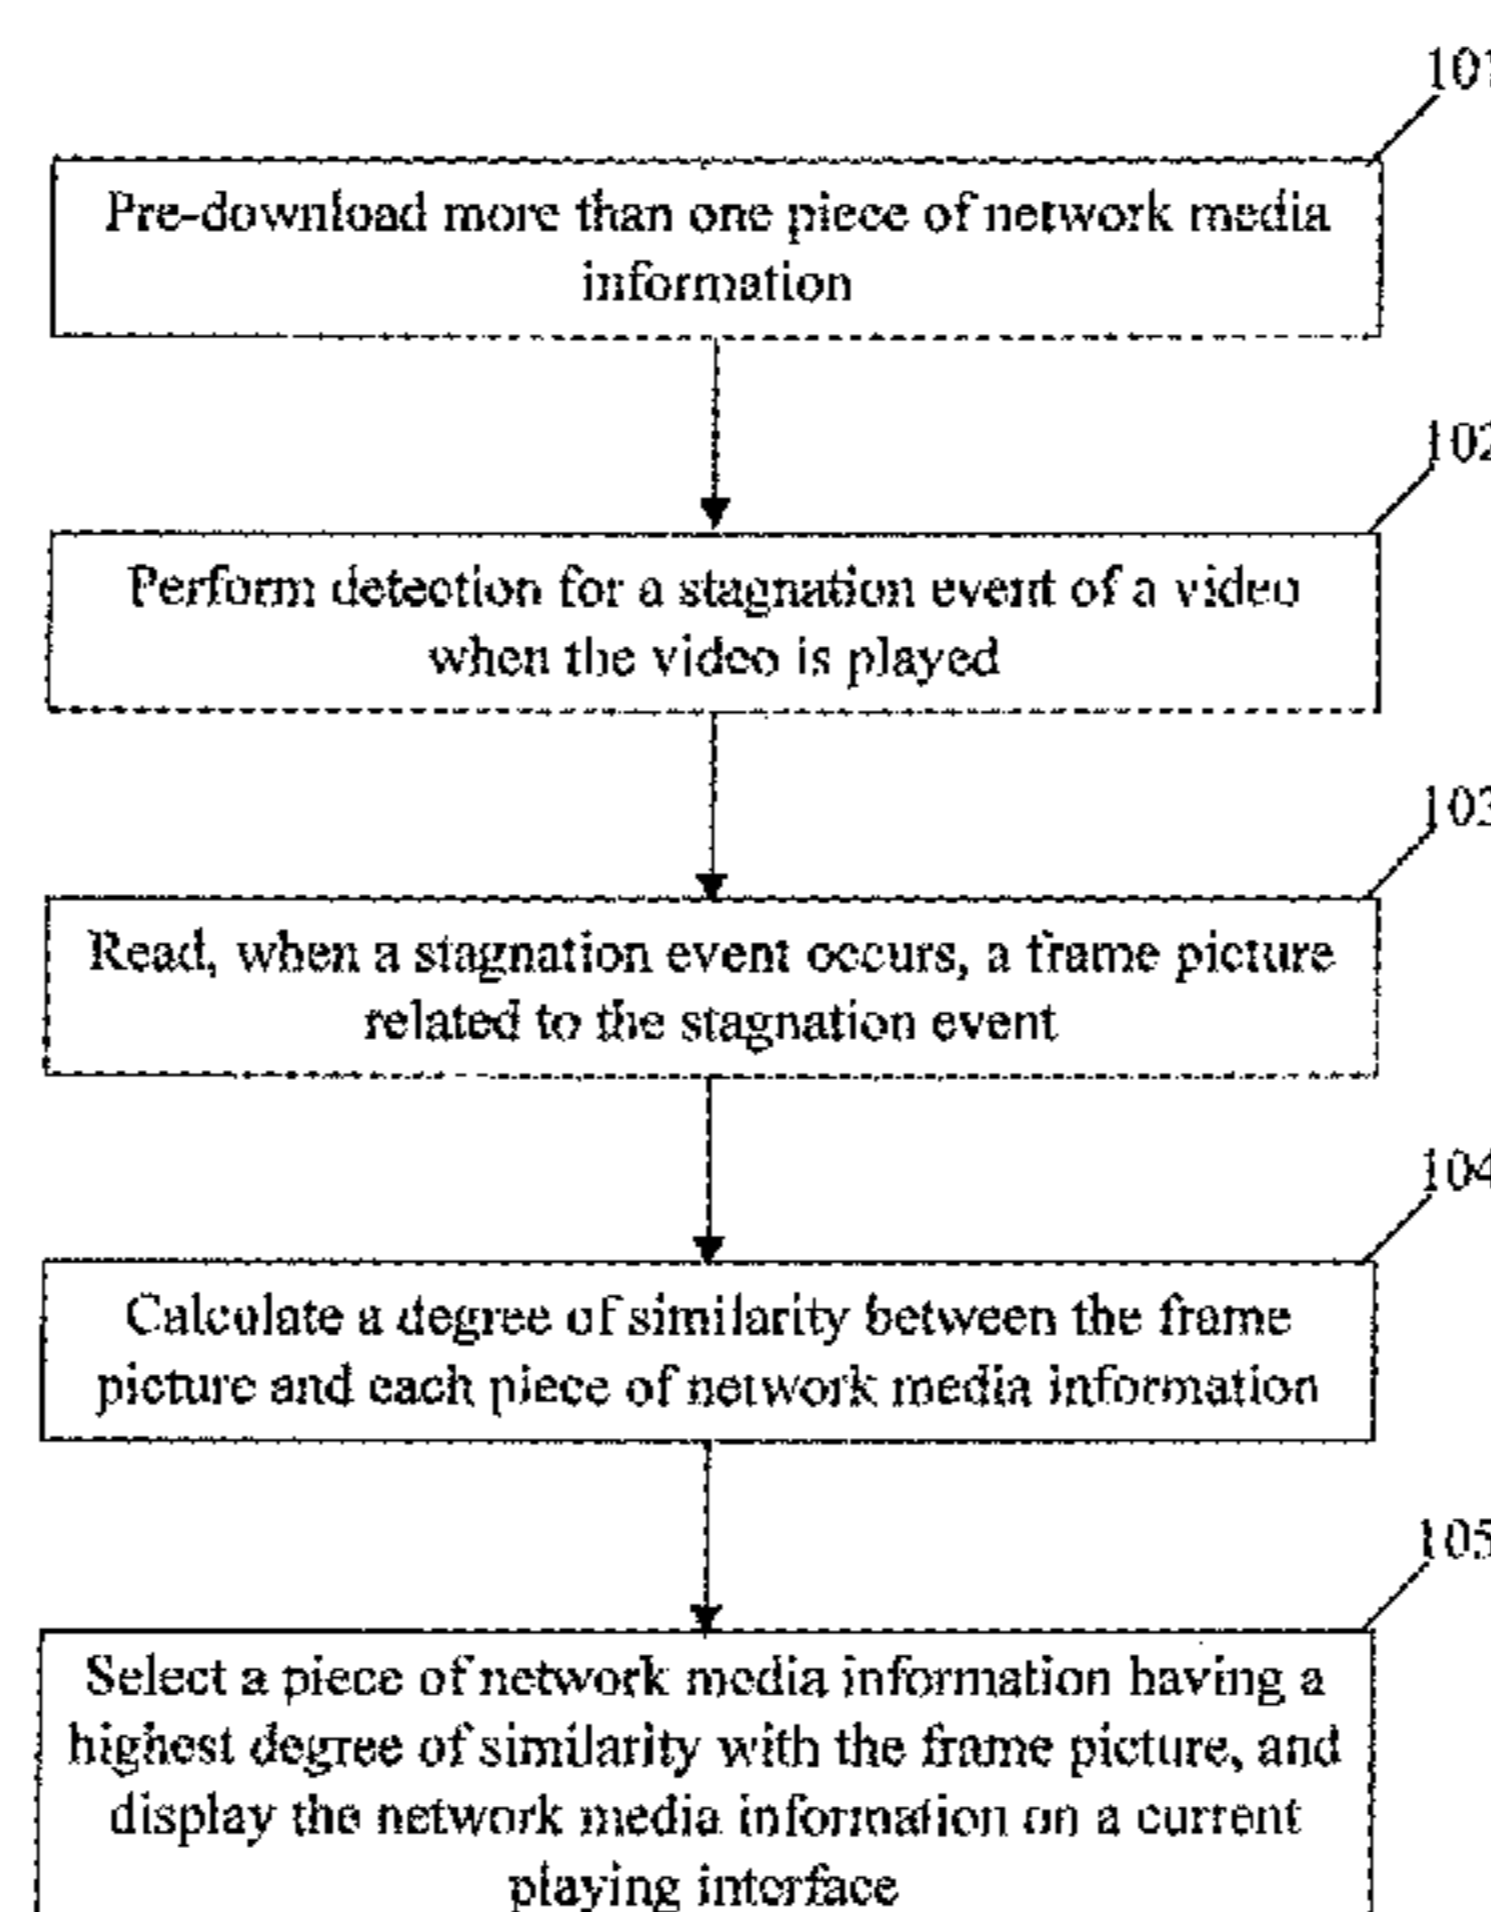 101
Pre-download more than one piece of network media
information
102
Perform detection for a stagnation event of a video
when the video is played
103
Read, when a stagnation event occurs, a frame picture
related to the stagnation event
104
Calculate a degree of similarity between the frame
picture and each piece of network media information
105
Select a piece of network media information having a
highest degree of similarity with the frame picture, and
display the network media information on a current
playing interface